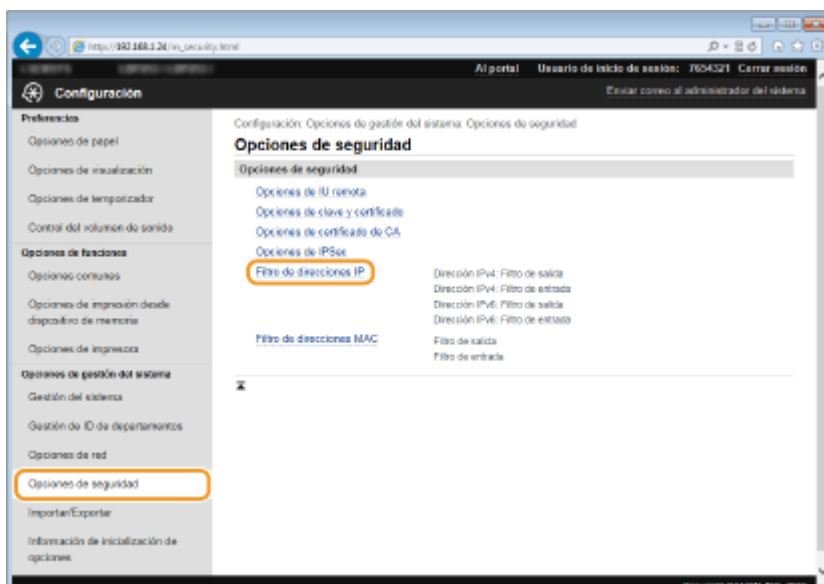 http://192.168.1.24/m_security.html
Al portal Usuario de inicio de sesión: 7654321 Cerrar sesión
Configuración
Enviar correo al administrador del sistema
Preferencias
Opciones de papel
Opciones de visualización
Opciones de temporizador
Control del volumen de sonido
Opciones de funciones
Opciones comunes
Opciones de impresión desde
dispositivo de memoria
Opciones de impresora
Opciones de gestión del sistema
Gestión del sistema
Gestión de ID de departamentos
Opciones de red
Opciones de seguridad
Importar/Exportar
Información de inicialización de
opciones
Configuración: Opciones de gestión del sistema: Opciones de seguridad
Opciones de seguridad
Opciones de seguridad
Opciones de IU remota
Opciones de clave y certificado
Opciones de certificado de CA
Opciones de IPSec
Filtro de direcciones IP
Dirección IPv4: Filtro de salida
Dirección IPv4: Filtro de entrada
Dirección IPv6: Filtro de salida
Dirección IPv6: Filtro de entrada
Filtro de direcciones MAC
Filtro de salida
Filtro de entrada